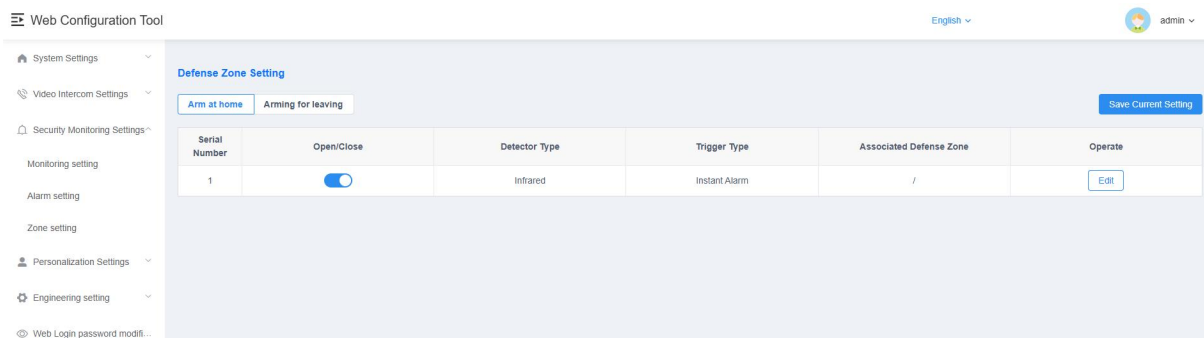 Web Configuration Tool
English
admin
System Settings
Video Intercom Settings
Security Monitoring Settings
Monitoring setting
Alarm setting
Zone setting
Personalization Settings
Engineering setting
Web Login password modifi...
Defense Zone Setting
Arm at home Arming for leaving
Save Current Setting
Serial Number Open/Close Detector Type Trigger Type Associated Defense Zone Operate
1 Infrared Instant Alarm / Edit